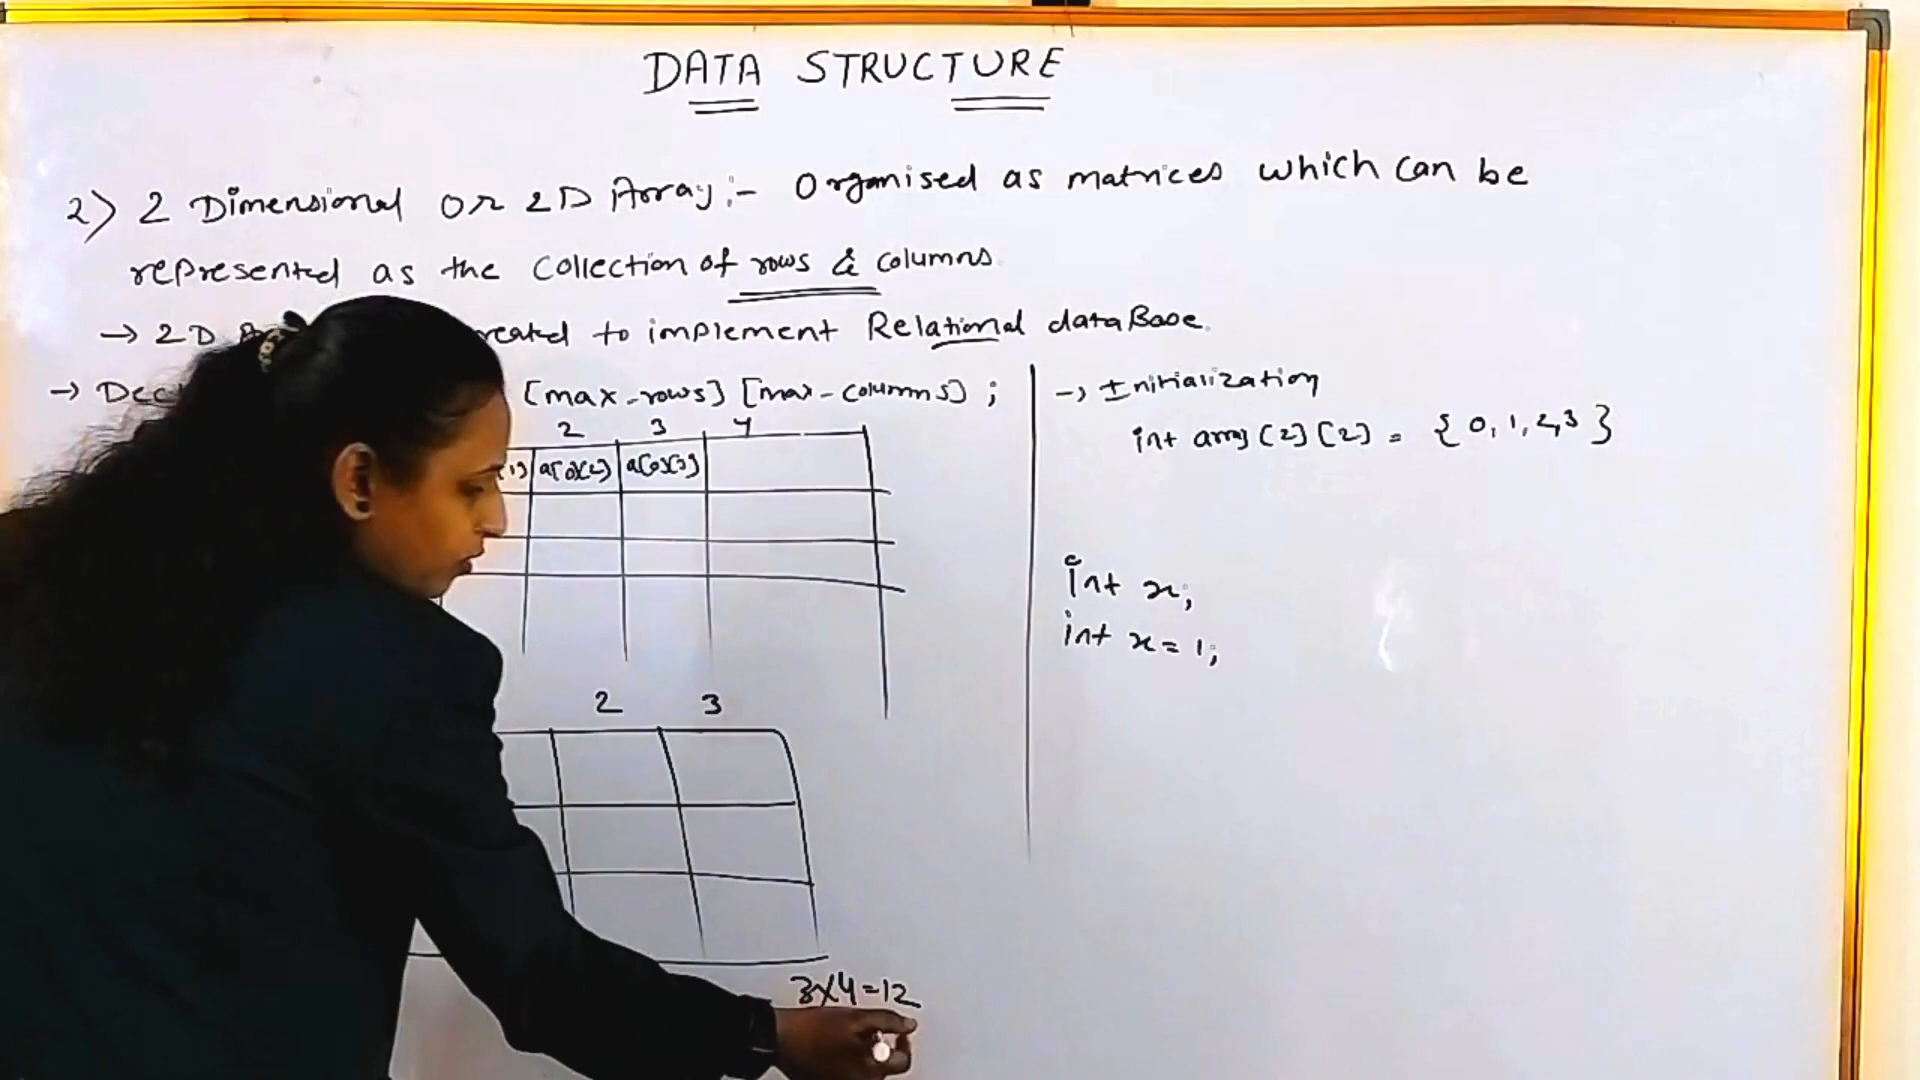 DATA STRUCTURE
2) 2 Dimensional or 2D Array:- Organised as matrices which can be
represented as the collection of rows & columns.
→ 2D to implement Relational dataBase.
→ [max-rows] [max-columns];
2 3 4
a[0][2] a[0][3]
2 3
3x4=12
→ Initialization
int array [2] [2] = { 0, 1, 2, 3 }
int x;
int x = 1;